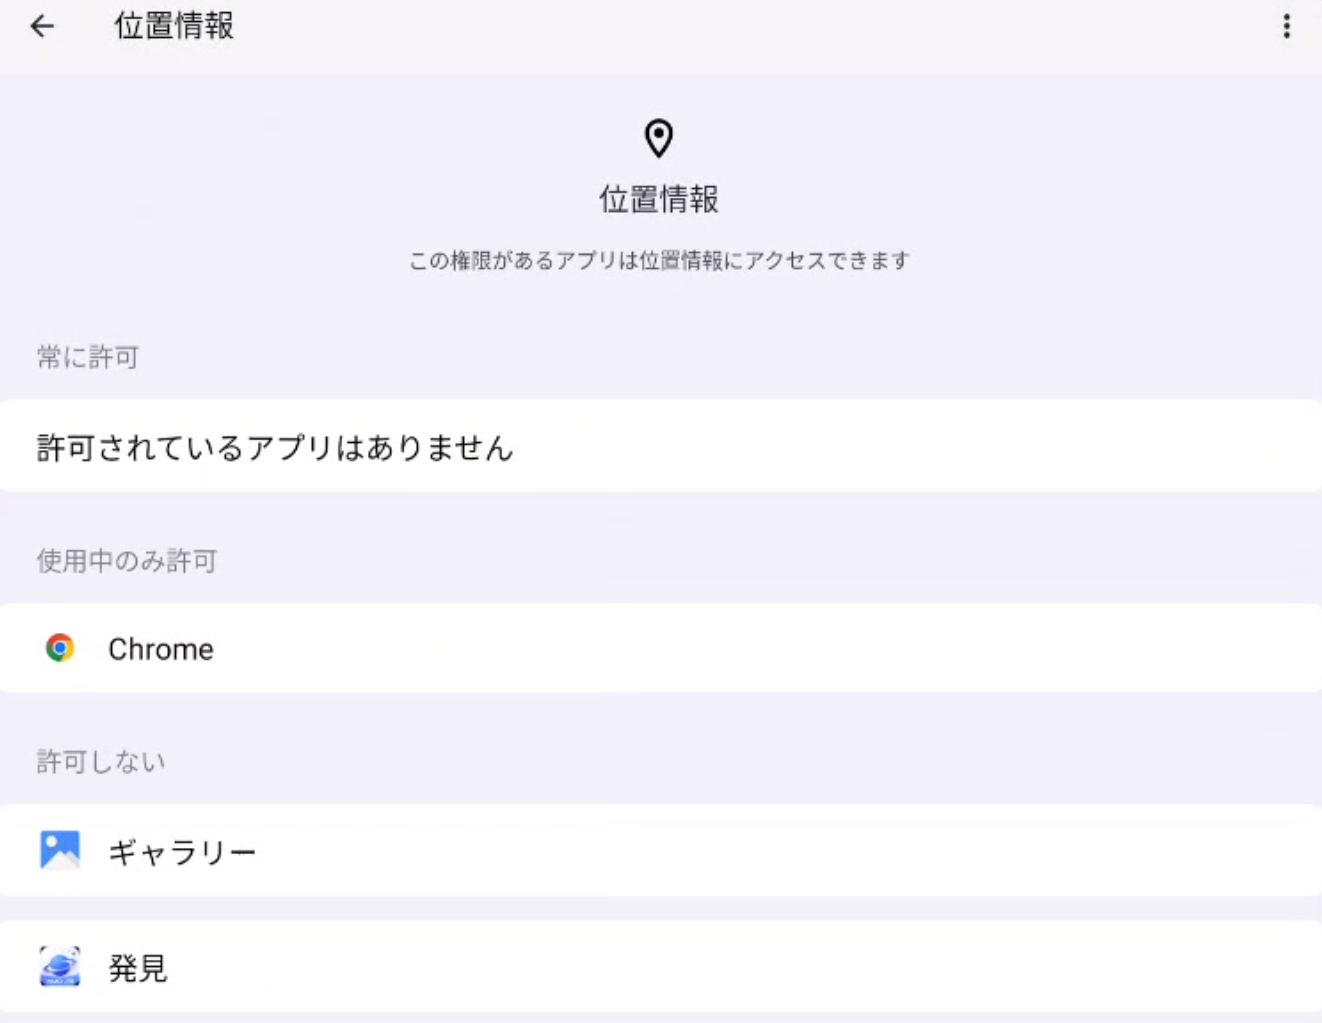 位置情報
位置情報
この権限があるアプリは位置情報にアクセスできます
常に許可
許可されているアプリはありません
使用中のみ許可
Chrome
許可しない
ギャラリー
発見